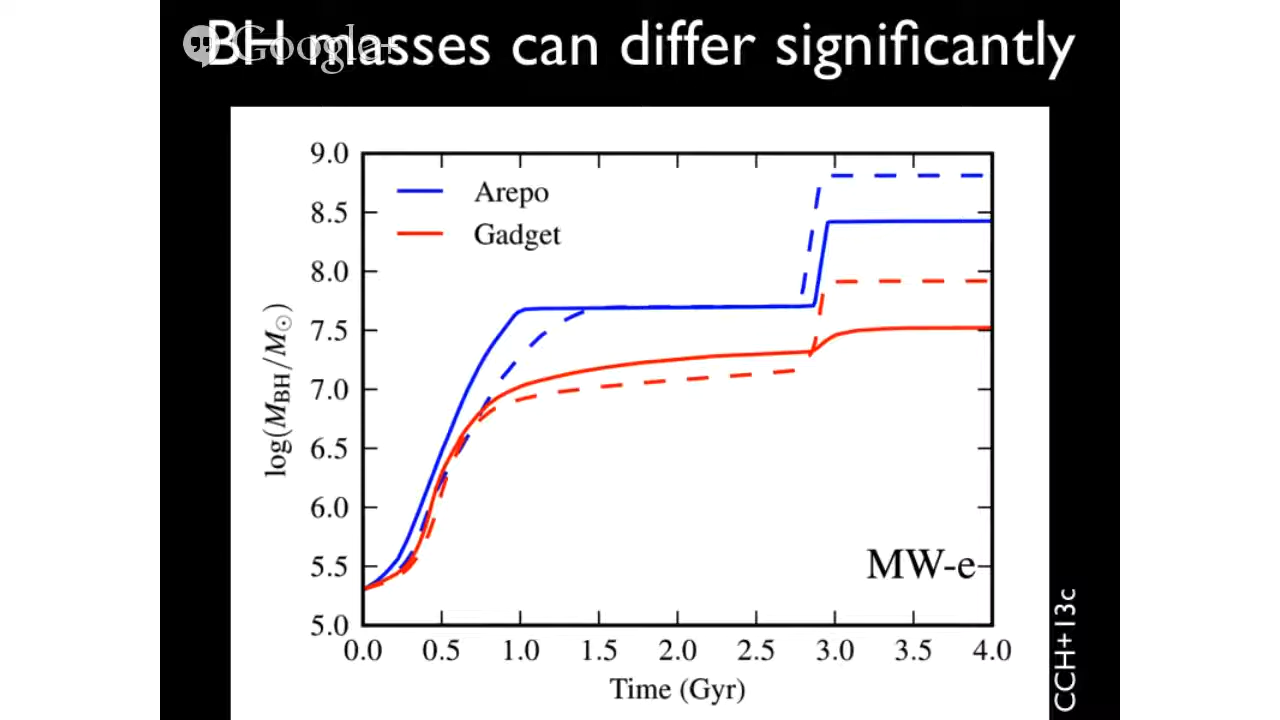 BH masses can differ significantly
Google+
Arepo
Gadget
9.0
8.5
8.0
7.5
7.0
6.5
6.0
5.5
5.0
log(M_BH/M_⊙)
MW-e
0.0 0.5 1.0 1.5 2.0 2.5 3.0 3.5 4.0
Time (Gyr)
CCH+13c